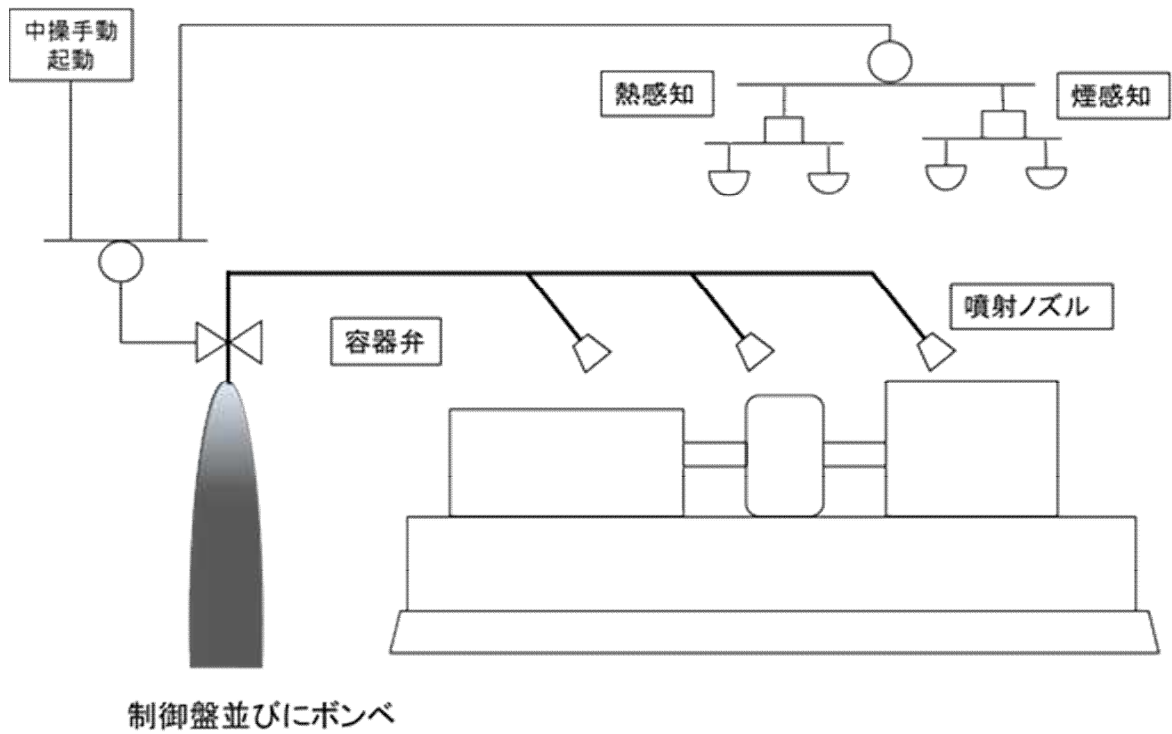 中操手動
起動
熱感知
煙感知
噴射ノズル
容器弁
制御盤並びにボンベ